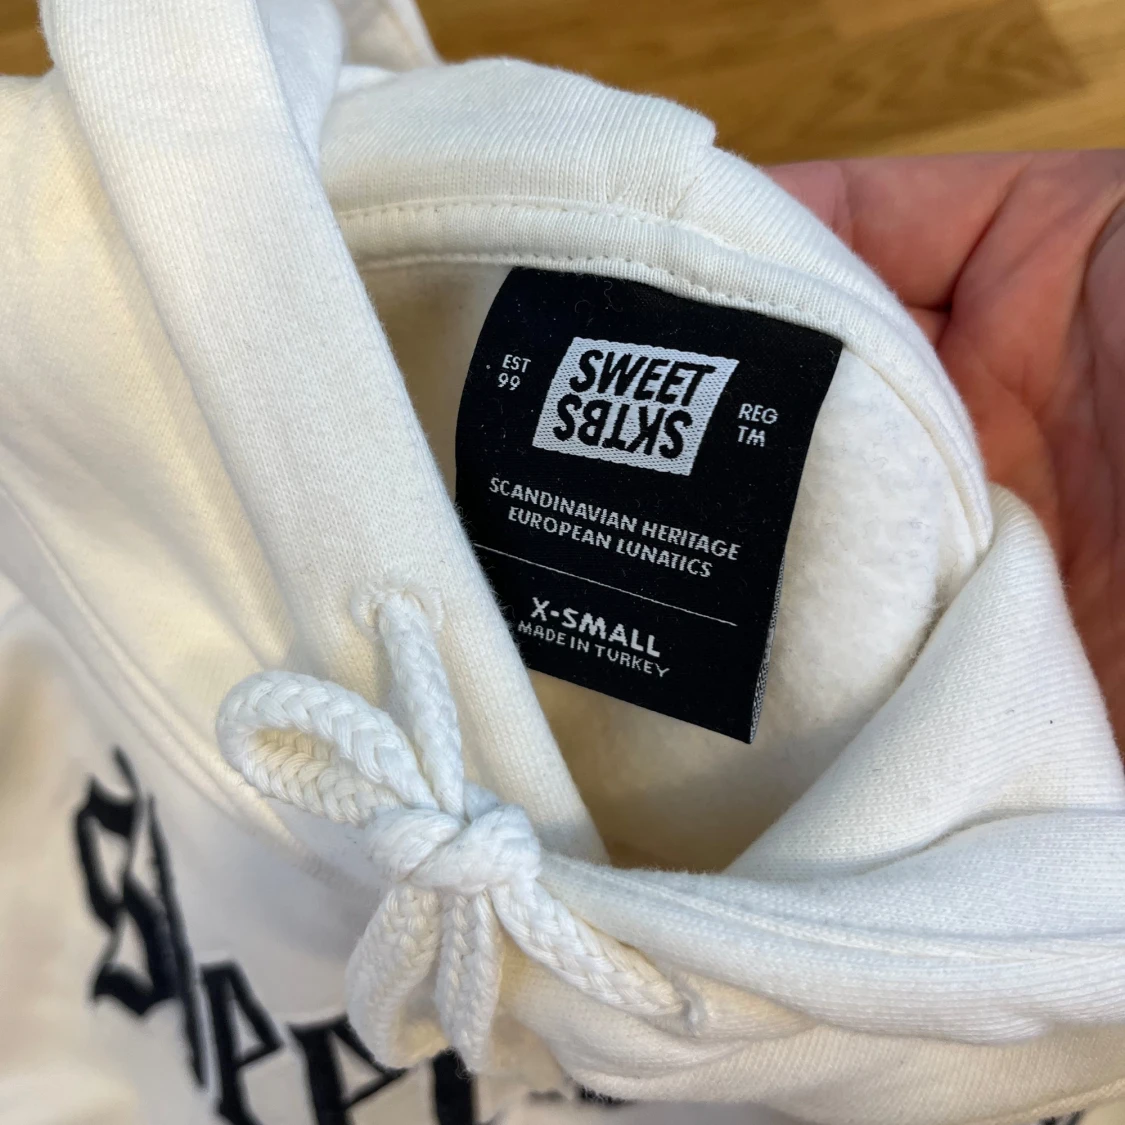 EST
99
SWEET
SKTBS
REG
TM
SCANDINAVIAN HERITAGE
EUROPEAN LUNATICS
X-SMALL
MADE IN TURKEY